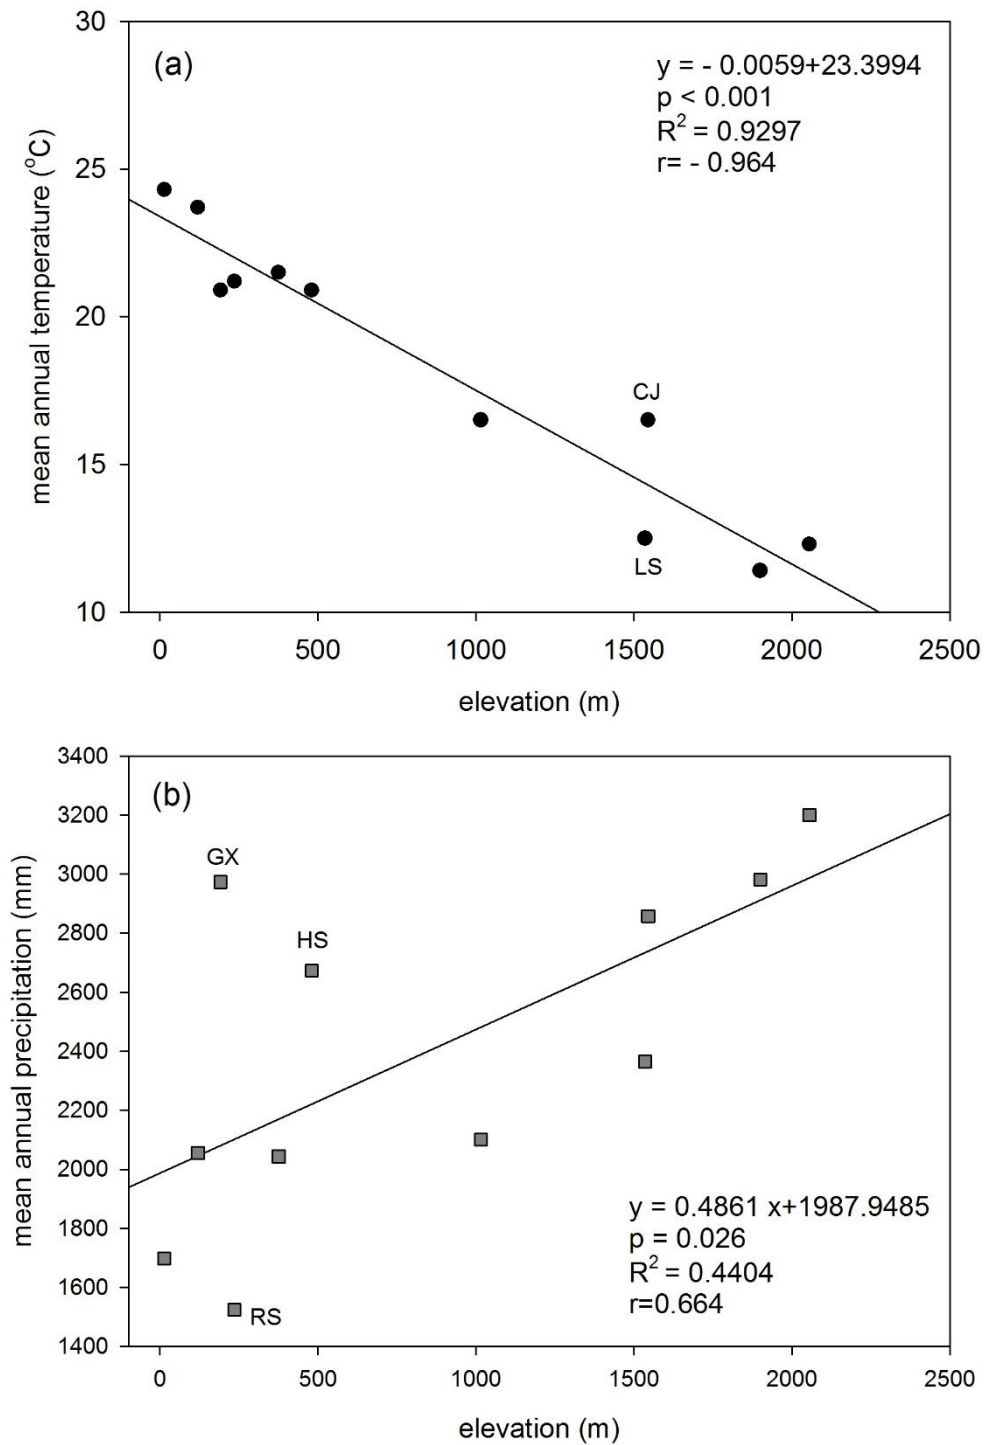 30
(a)
y = - 0.0059+23.3994
p < 0.001
R² = 0.9297
r= - 0.964
25
20
CJ
15
LS
10
0 500 1000 1500 2000 2500
mean annual temperature (°C)
elevation (m)
3400
(b)
3200
GX
3000
HS
2800
2600
2400
2200
2000
y = 0.4861 x+1987.9485
1800
p = 0.026
R² = 0.4404
1600
r=0.664
RS
1400
0 500 1000 1500 2000 2500
mean annual precipitation (mm)
elevation (m)